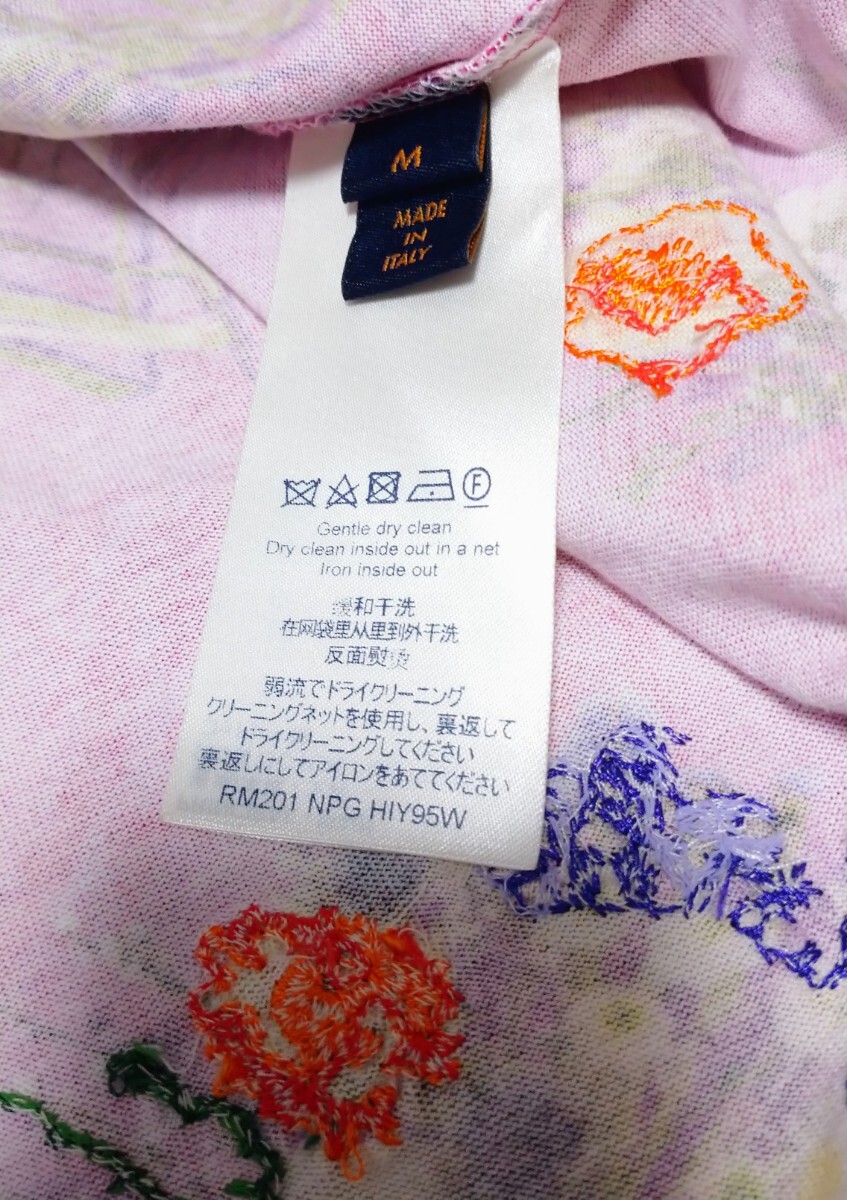 M
MADE
IN
ITALY
F
Gentle dry clean
Dry clean inside out in a net
Iron inside out
缓和干洗
在网袋里从里到外干洗
反面熨烫
弱流でドライクリーニング
クリーニングネットを使用し、裏返して
ドライクリーニングしてください
裏返しにしてアイロンをあててください
RM201 NPG HIY95W